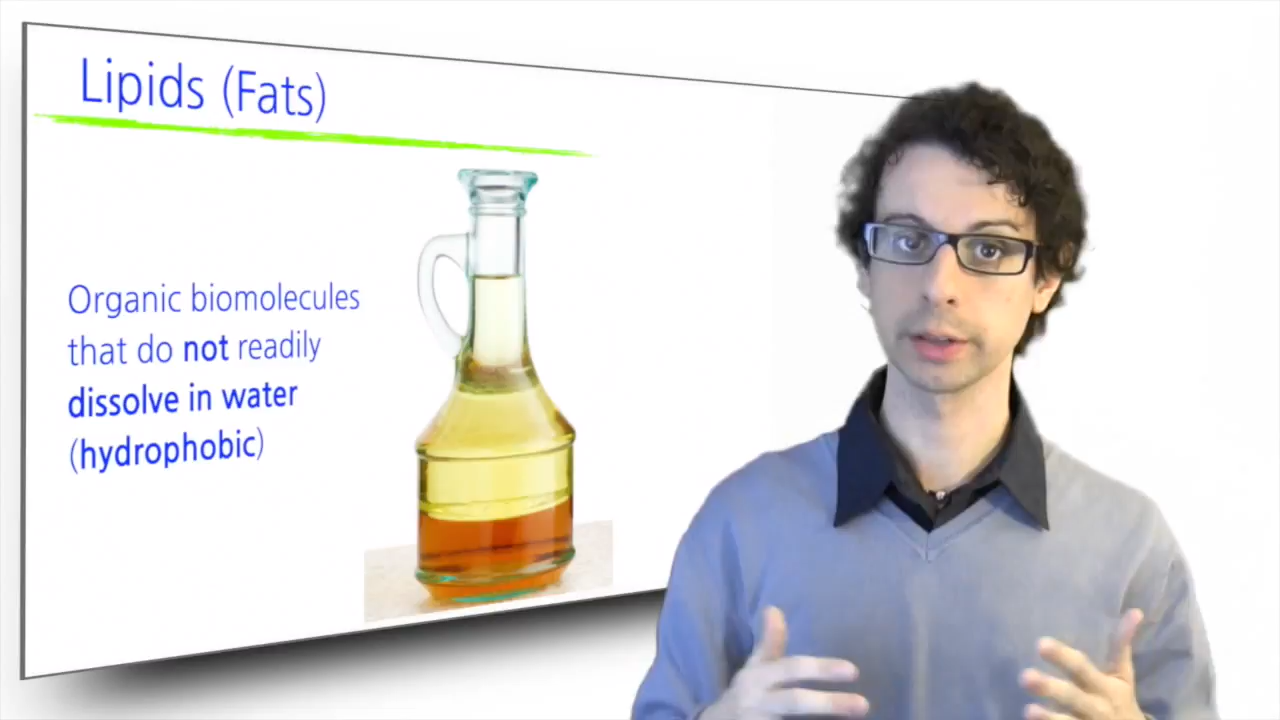 Lipids (Fats)
Organic biomolecules
that do not readily
dissolve in water
(hydrophobic)